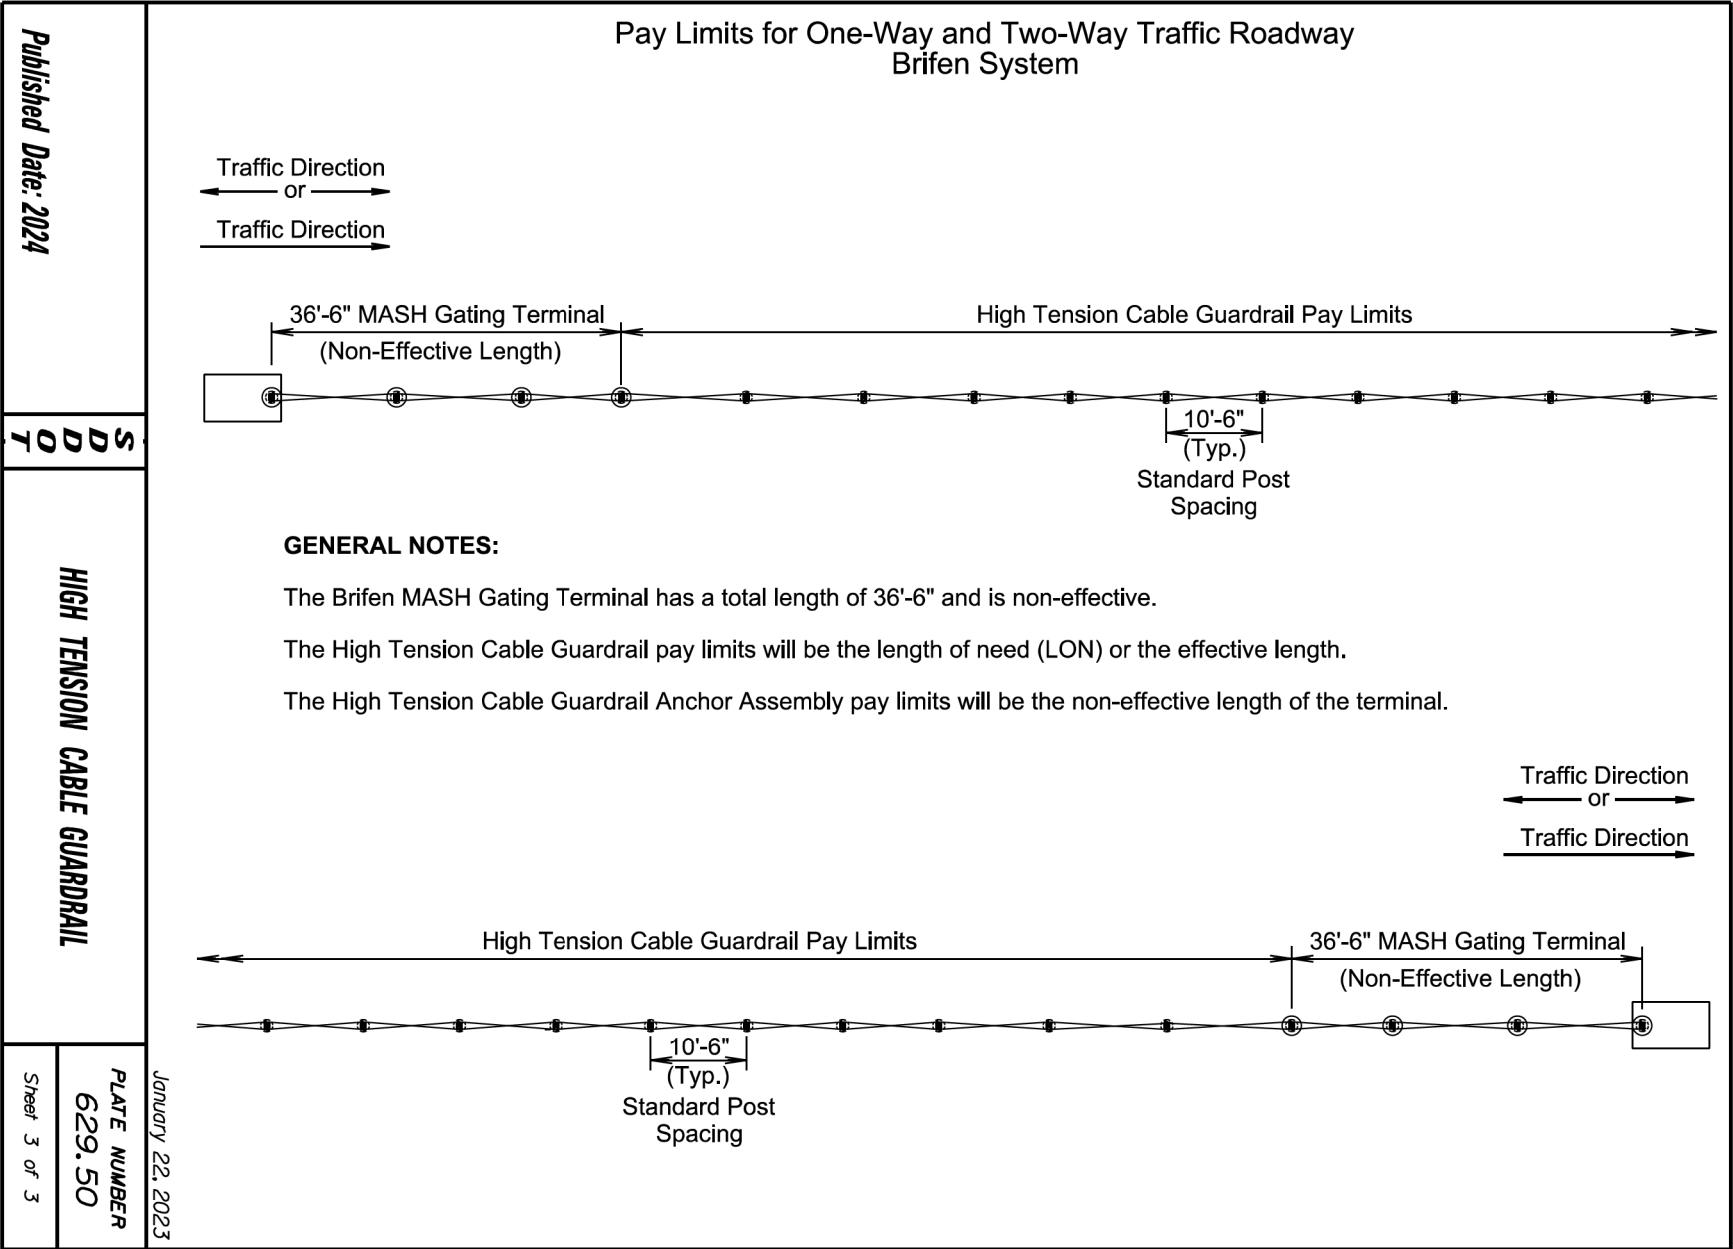 Pay Limits for One-Way and Two-Way Traffic Roadway
Brifen System
Traffic Direction
or
Traffic Direction
36'-6" MASH Gating Terminal
(Non-Effective Length)
High Tension Cable Guardrail Pay Limits
10'-6"
(Typ.)
Standard Post
Spacing
GENERAL NOTES:
The Brifen MASH Gating Terminal has a total length of 36'-6" and is non-effective.
The High Tension Cable Guardrail pay limits will be the length of need (LON) or the effective length.
The High Tension Cable Guardrail Anchor Assembly pay limits will be the non-effective length of the terminal.
Traffic Direction
or
Traffic Direction
High Tension Cable Guardrail Pay Limits
36'-6" MASH Gating Terminal
(Non-Effective Length)
10'-6"
(Typ.)
Standard Post
Spacing
January 22, 2023
Published Date: 2024
S
D
D
O
T
HIGH TENSION CABLE GUARDRAIL
PLATE NUMBER
629.50
Sheet 3 of 3